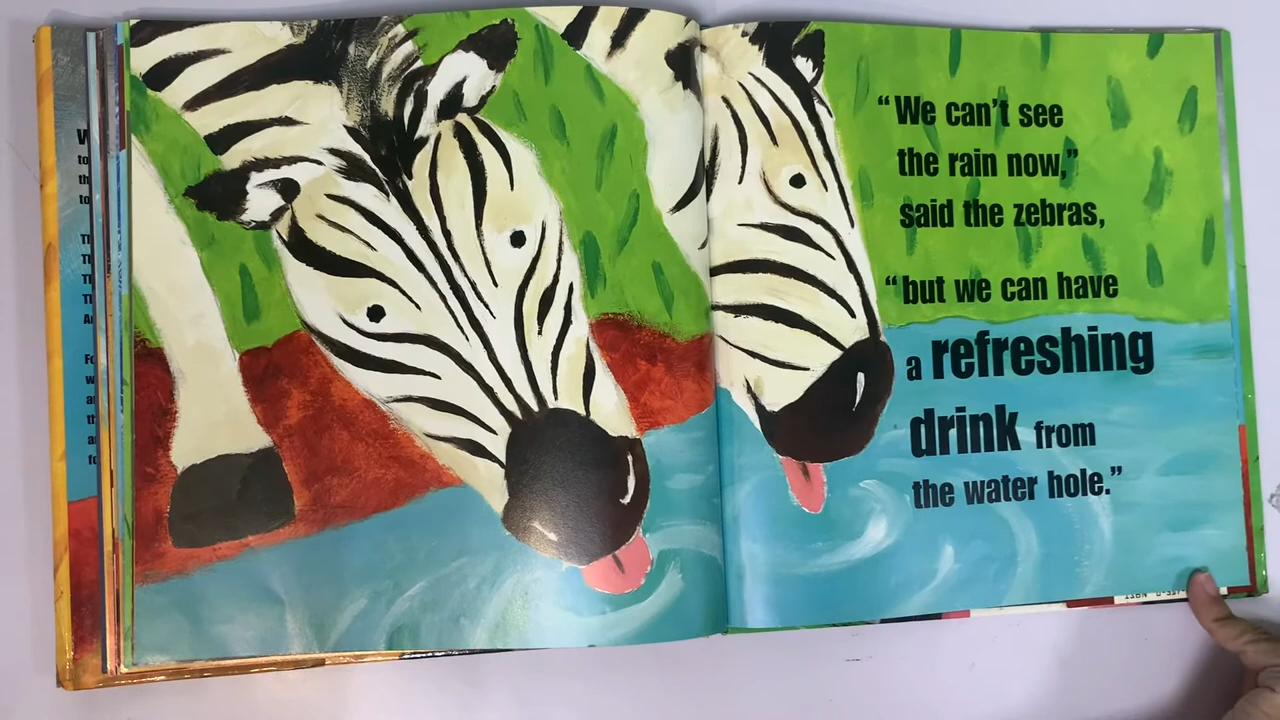 “We can’t see
the rain now,”
said the zebras,
“but we can have
a refreshing
drink from
the water hole.”